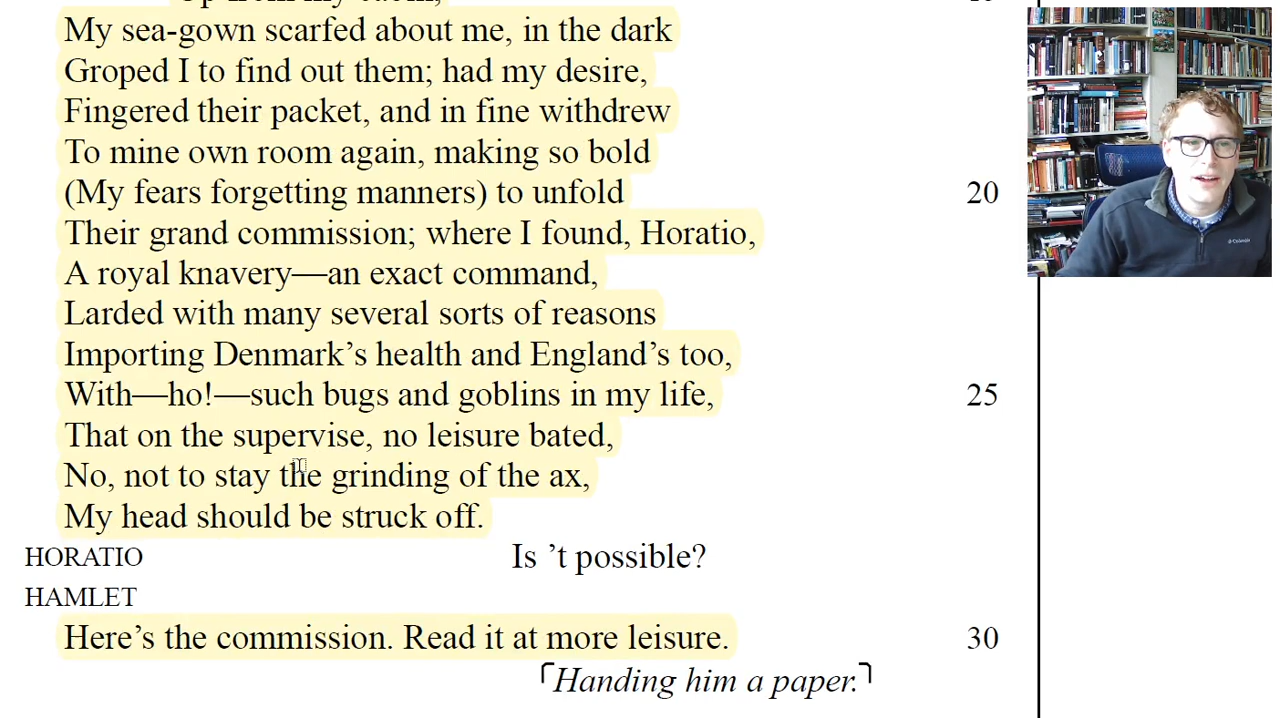 Up from my cabin,
My sea-gown scarfed about me, in the dark
Groped I to find out them; had my desire,
Fingered their packet, and in fine withdrew
To mine own room again, making so bold
(My fears forgetting manners) to unfold 20
Their grand commission; where I found, Horatio,
A royal knavery—an exact command,
Larded with many several sorts of reasons
Importing Denmark’s health and England’s too,
With—ho!—such bugs and goblins in my life, 25
That on the supervise, no leisure bated,
No, not to stay the grinding of the ax,
My head should be struck off.
HORATIO Is ’t possible?
HAMLET
Here’s the commission. Read it at more leisure. 30
⌜Handing him a paper.⌝
Columbia